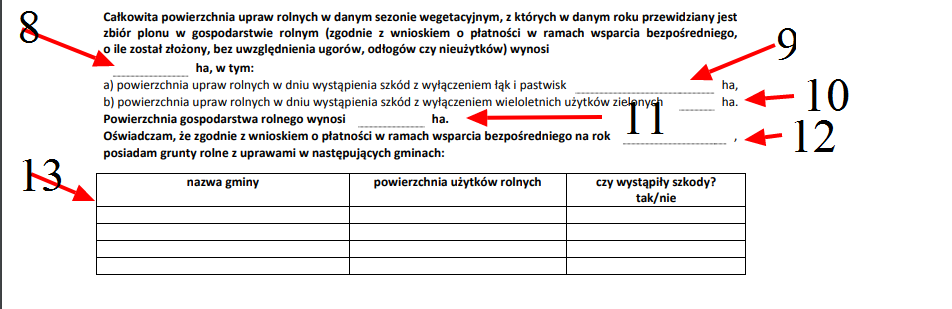 Całkowita powierzchnia upraw rolnych w danym sezonie wegetacyjnym, z których w danym roku przewidziany jest
8 zbiór plonu w gospodarstwie rolnym (zgodnie z wnioskiem o płatności w ramach wsparcia bezpośredniego,
o ile został złożony, bez uwzględnienia ugorów, odłogów czy nieużytków) wynosi 9
ha, w tym:
a) powierzchnia upraw rolnych w dniu wystąpienia szkód z wyłączeniem łąk i pastwisk ha,
b) powierzchnia upraw rolnych w dniu wystąpienia szkód z wyłączeniem wieloletnich użytków zielonych ha. 10
Powierzchnia gospodarstwa rolnego wynosi ha. 11
Oświadczam, że zgodnie z wnioskiem o płatności w ramach wsparcia bezpośredniego na rok , 12
posiadam grunty rolne z uprawami w następujących gminach:
13
nazwa gminy powierzchnia użytków rolnych czy wystąpiły szkody?
tak/nie